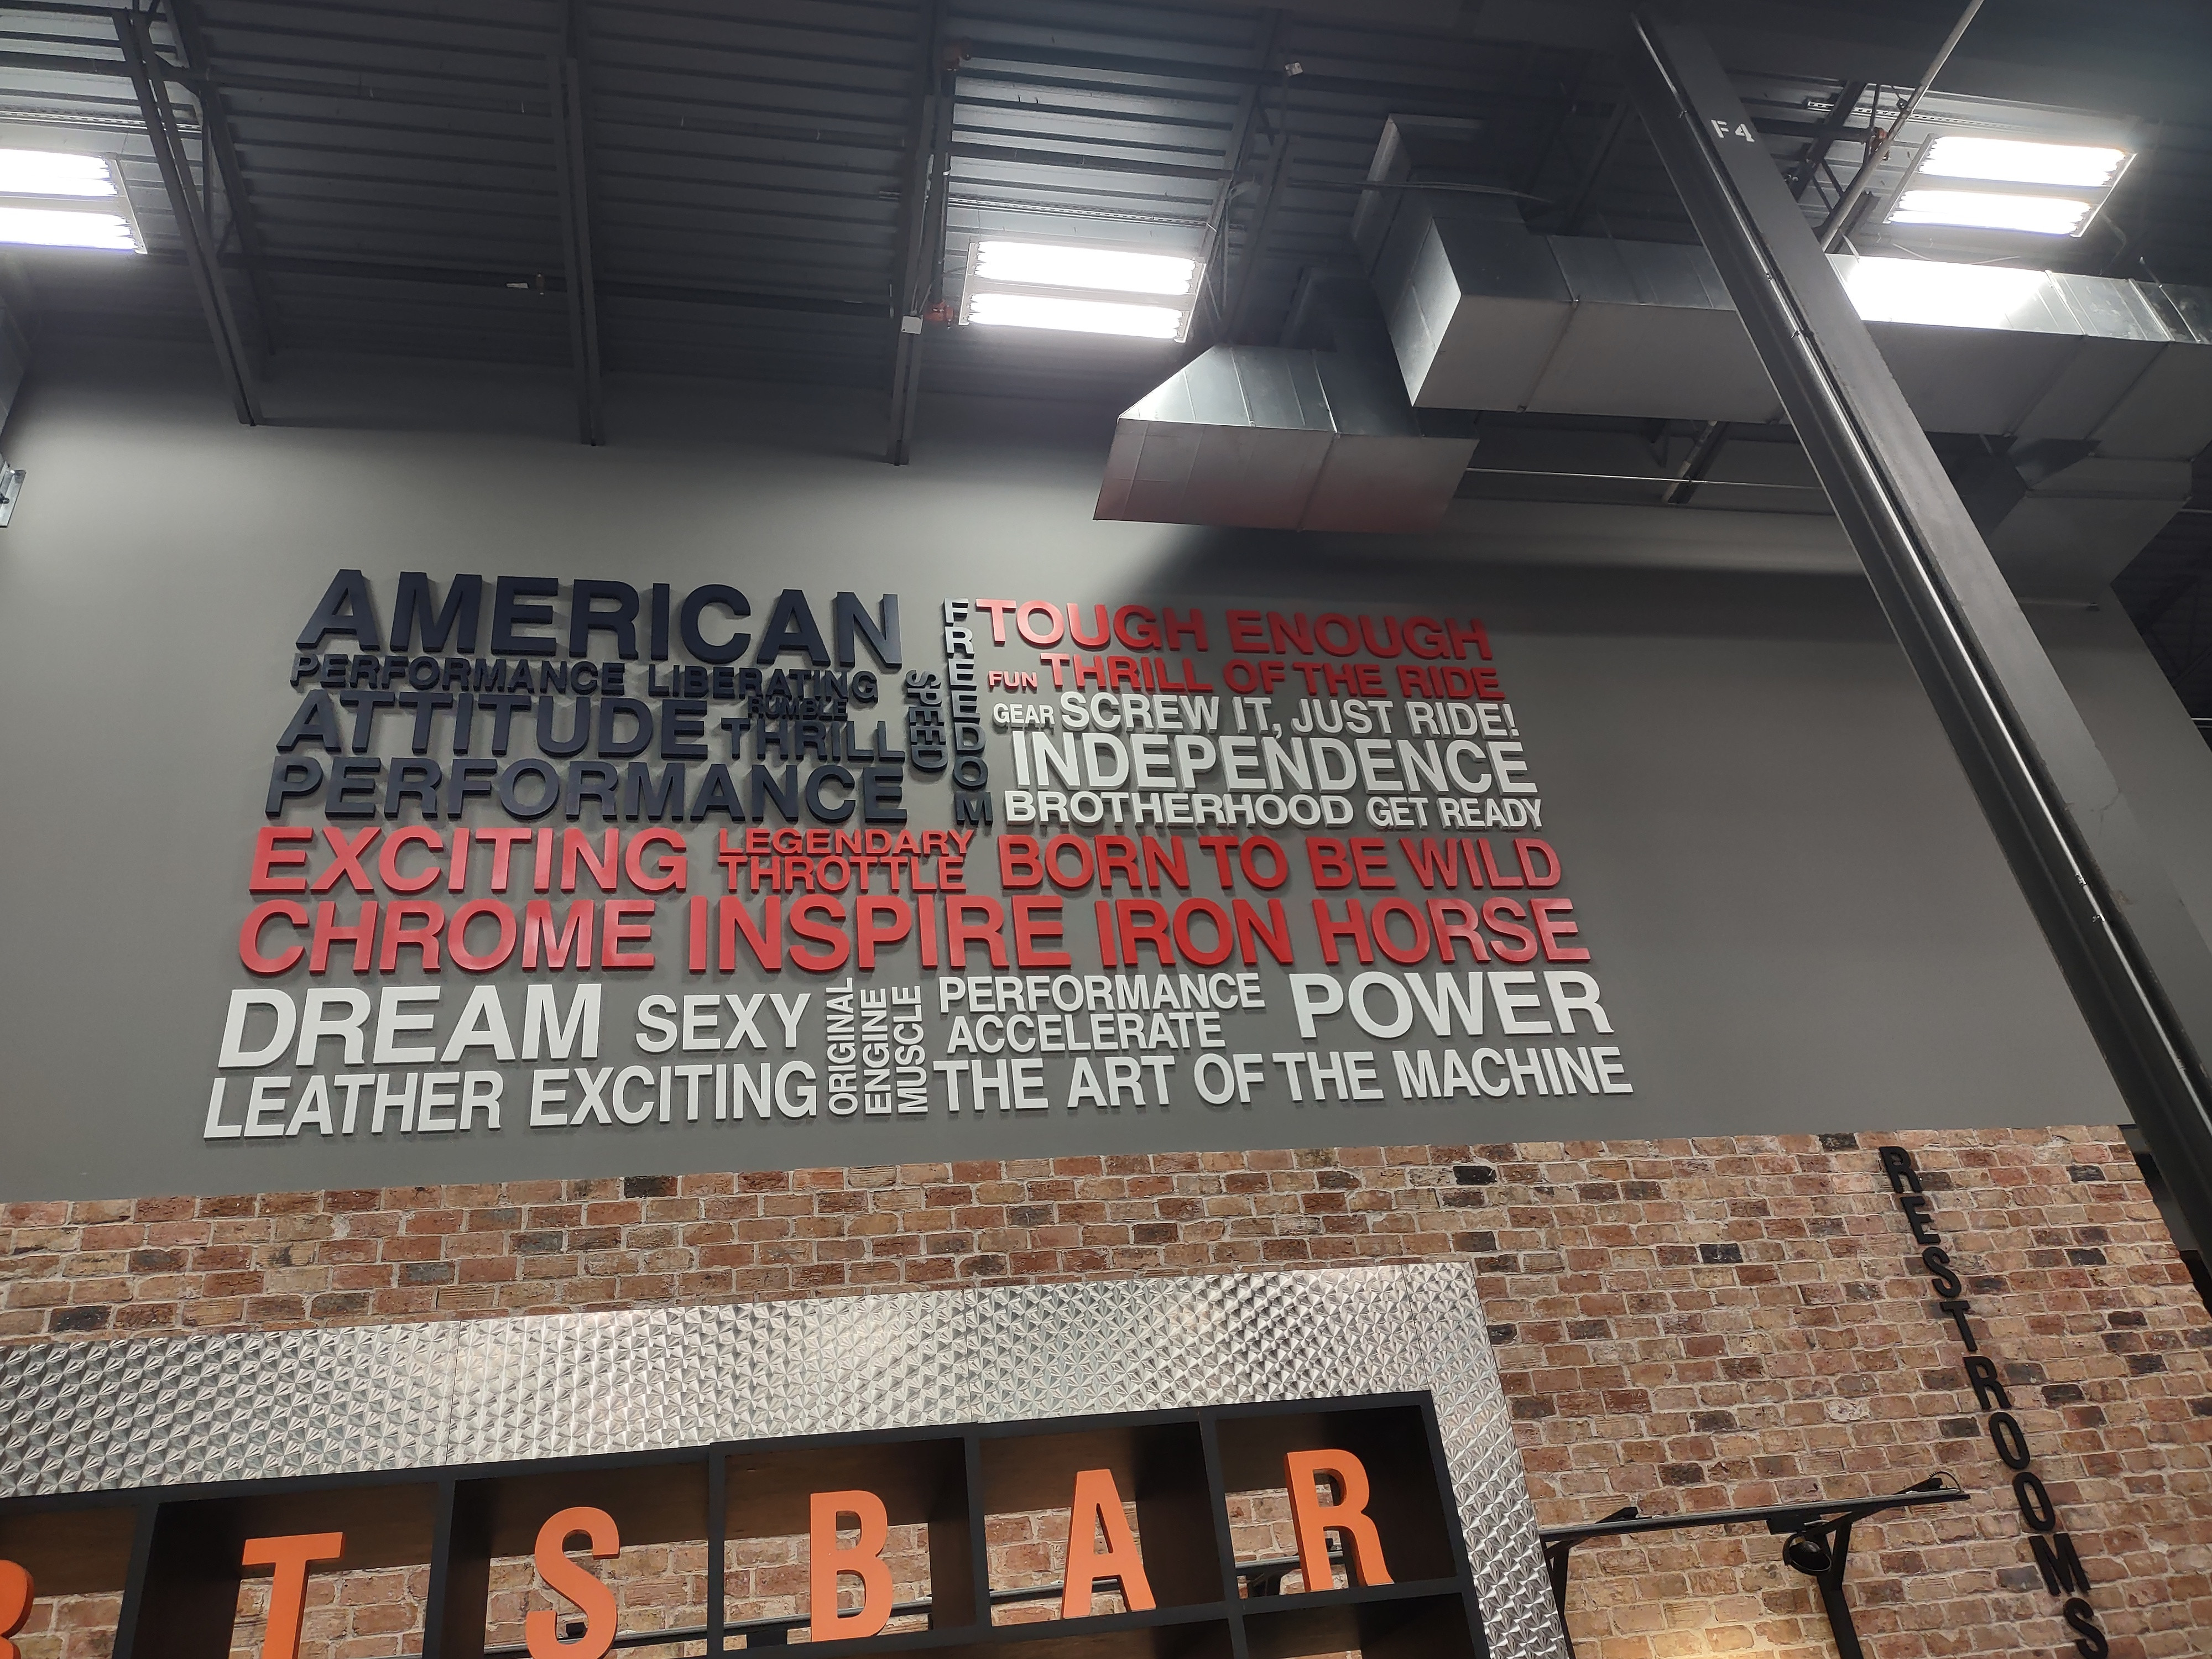 F4
AMERICAN
PERFORMANCE LIBERATING
RUMBLE
ATTITUDE THRILL
PERFORMANCE
SPEED
FREEDOM
TOUGH ENOUGH
FUN THRILL OF THE RIDE
GEAR SCREW IT, JUST RIDE!
INDEPENDENCE
BROTHERHOOD GET READY
EXCITING LEGENDARY THROTTLE BORN TO BE WILD
CHROME INSPIRE IRON HORSE
DREAM SEXY
LEATHER EXCITING
ORIGINAL
ENGINE
MUSCLE
PERFORMANCE
ACCELERATE
POWER
THE ART OF THE MACHINE
RESTROOMS
RTSBAR